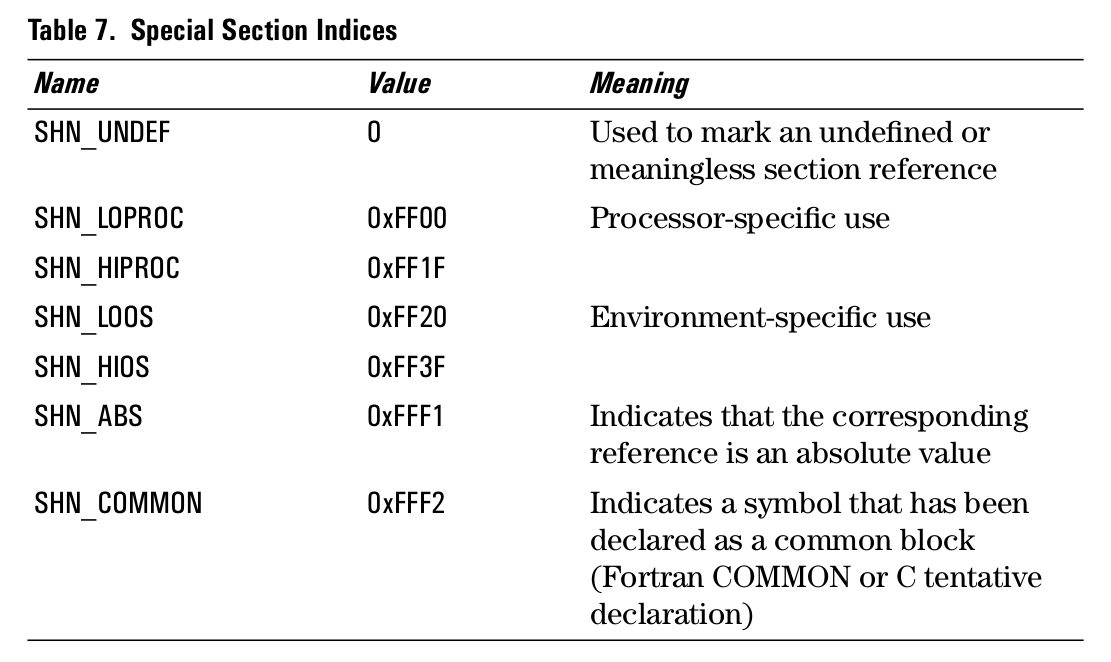 Table 7. Special Section Indices
Name Value Meaning
SHN_UNDEF 0 Used to mark an undefined or
meaningless section reference
SHN_LOPROC 0xFF00 Processor-specific use
SHN_HIPROC 0xFF1F
SHN_LOOS 0xFF20 Environment-specific use
SHN_HIOS 0xFF3F
SHN_ABS 0xFFF1 Indicates that the corresponding
reference is an absolute value
SHN_COMMON 0xFFF2 Indicates a symbol that has been
declared as a common block
(Fortran COMMON or C tentative
declaration)